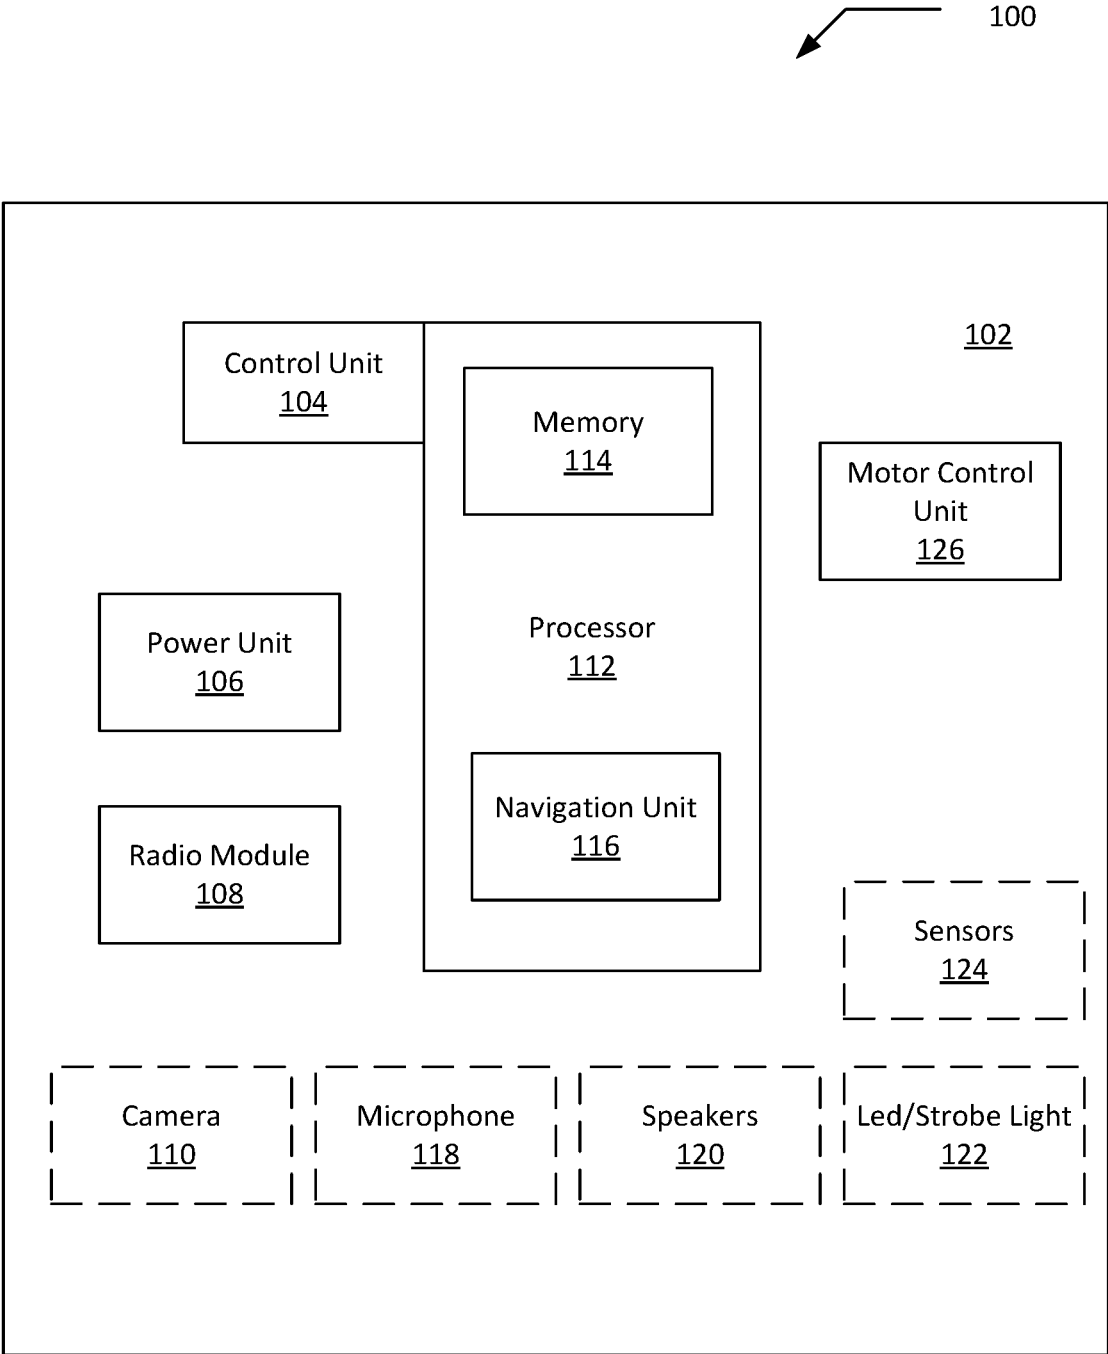 100
102
Control Unit
104
Memory
114
Motor Control
Unit
126
Power Unit
106
Processor
112
Navigation Unit
116
Radio Module
108
Sensors
124
Camera
110
Microphone
118
Speakers
120
Led/Strobe Light
122